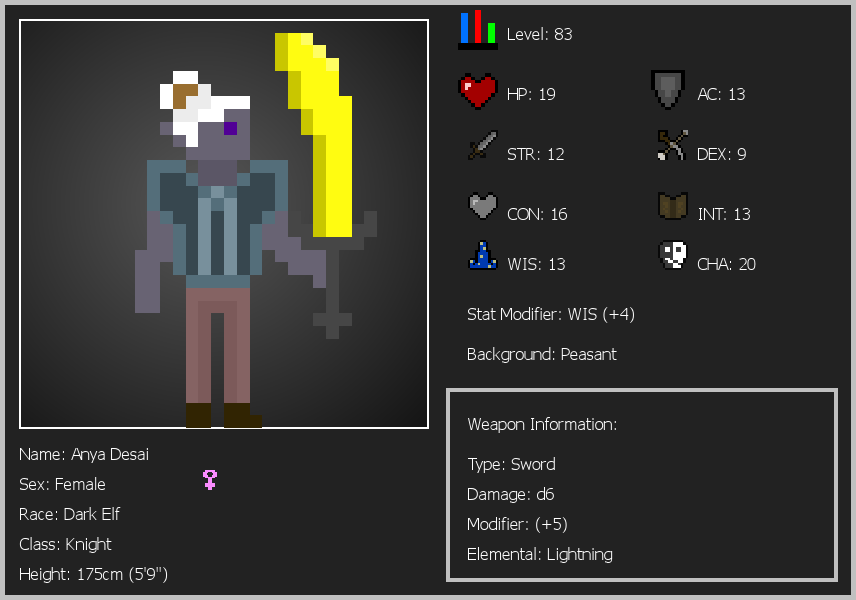 Level: 83
HP: 19
AC: 13
STR: 12
DEX: 9
CON: 16
INT: 13
WIS: 13
CHA: 20
Stat Modifier: WIS (+4)
Background: Peasant
Weapon Information:
Type: Sword
Damage: d6
Modifier: (+5)
Elemental: Lightning
Name: Anya Desai
Sex: Female
Race: Dark Elf
Class: Knight
Height: 175cm (5'9")